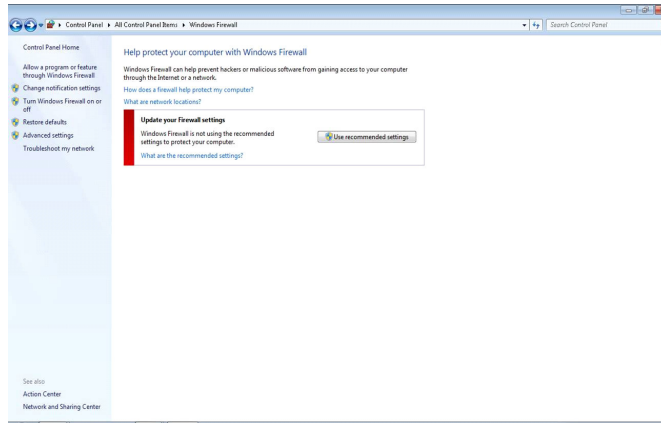 Control Panel ▸ All Control Panel Items ▸ Windows Firewall
Search Control Panel
Control Panel Home
Allow a program or feature
through Windows Firewall
Change notification settings
Turn Windows Firewall on or
off
Restore defaults
Advanced settings
Troubleshoot my network
Help protect your computer with Windows Firewall
Windows Firewall can help prevent hackers or malicious software from gaining access to your computer
through the Internet or a network.
How does a firewall help protect my computer?
What are network locations?
Update your Firewall settings
Windows Firewall is not using the recommended
settings to protect your computer.
Use recommended settings
What are the recommended settings?
See also
Action Center
Network and Sharing Center